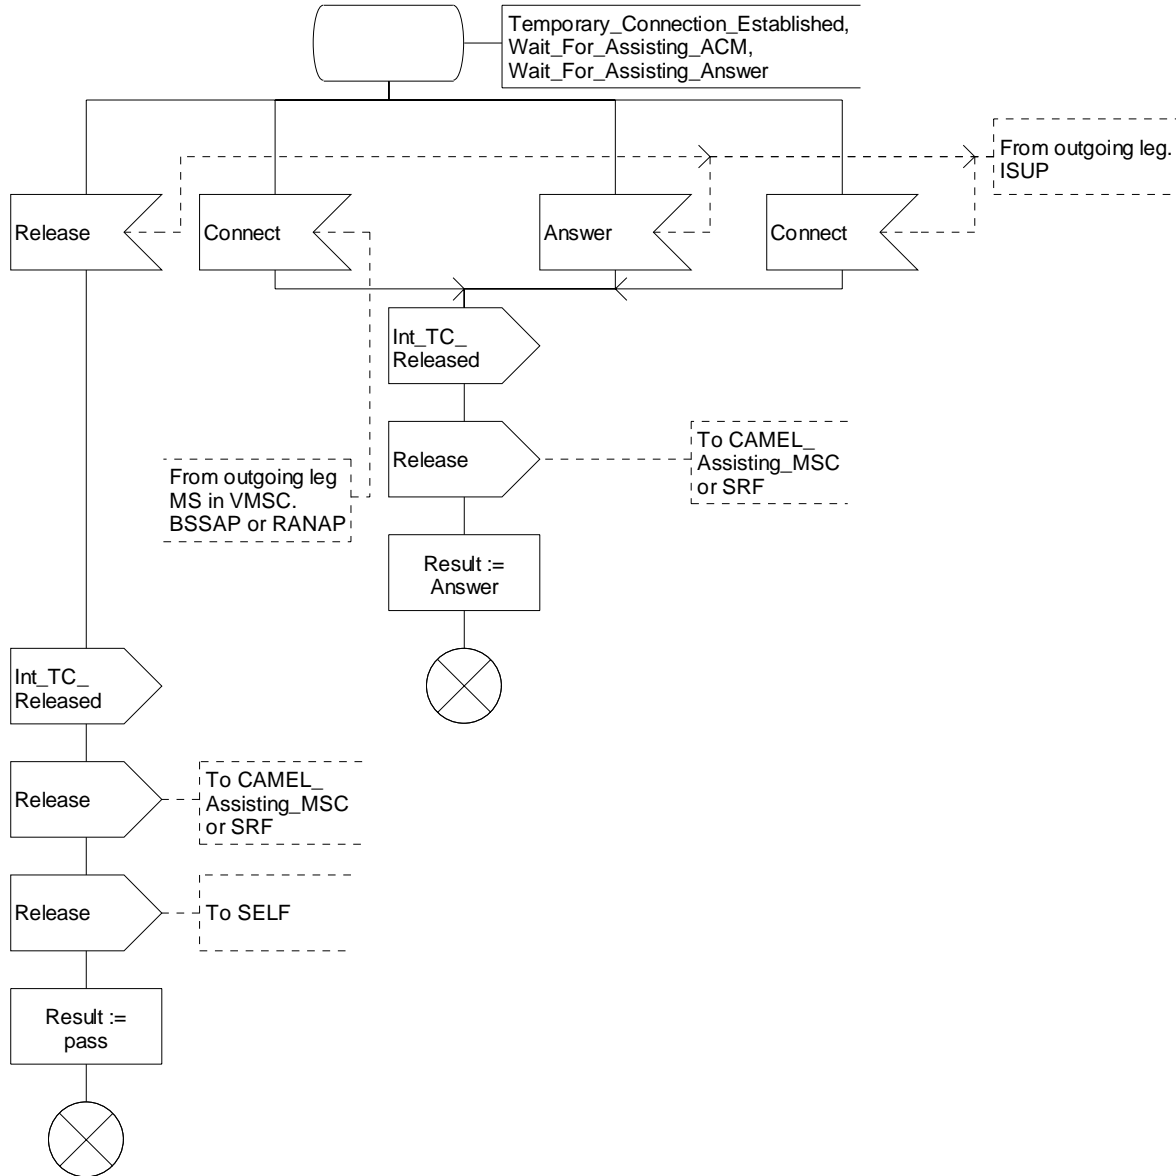 Temporary_Connection_Established,
Wait_For_Assisting_ACM,
Wait_For_Assisting_Answer
From outgoing leg.
ISUP
Release
Connect
Answer
Connect
Int_TC_
Released
Release
To CAMEL_
Assisting_MSC
or SRF
From outgoing leg
MS in VMSC.
BSSAP or RANAP
Result :=
Answer
Int_TC_
Released
Release
To CAMEL_
Assisting_MSC
or SRF
Release
To SELF
Result :=
pass